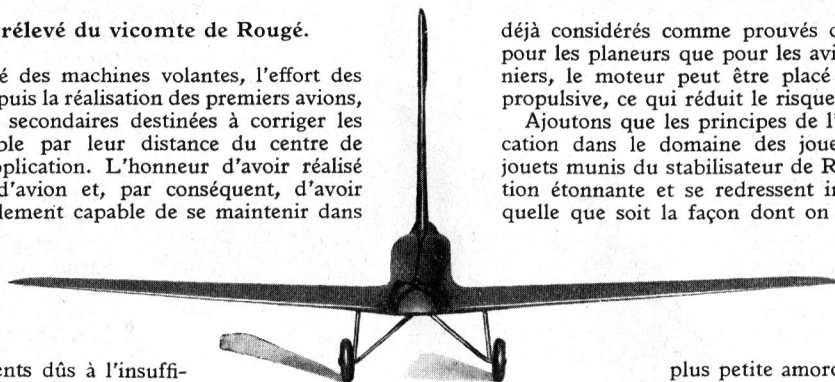 rélevé du vicomte de Rougé.
des machines volantes, l'effort des
puis la réalisation des premiers avions,
secondaires destinées à corriger les
ble par leur distance du centre de
pplication. L'honneur d'avoir réalisé
d'avion et, par conséquent, d'avoir
lement capable de se maintenir dans
ents dûs à l'insuffi-
déjà considérés comme prouvés
pour les planeurs que pour les avi
niers, le moteur peut être placé
propulsive, ce qui réduit le risque
Ajoutons que les principes de l'
cation dans le domaine des joue
jouets munis du stabilisateur de R
tion étonnante et se redressent in
quelle que soit la façon dont on
plus petite amor